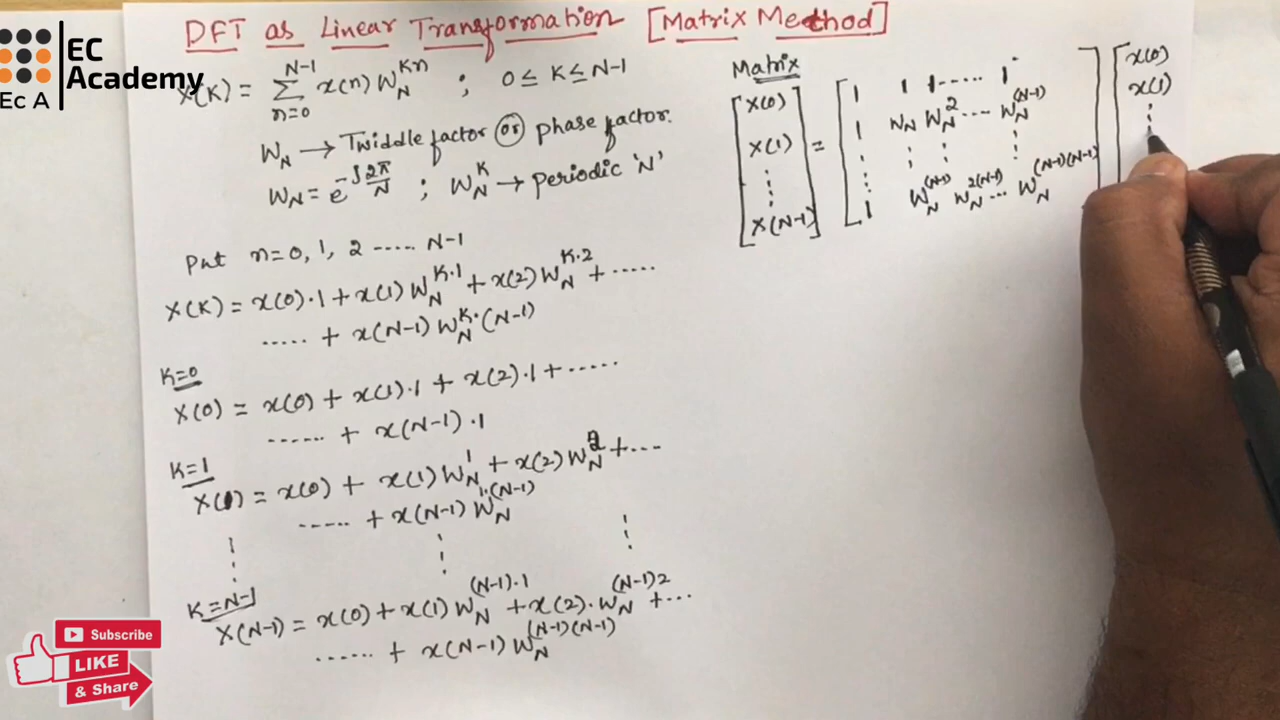 DFT as Linear Transformation [Matrix Method]
EC
Academy
Ec A
X(K) = N-1 Σ n=0 x(n) W_N^Kn ; 0 ≤ K ≤ N-1
W_N → Twiddle factor (or) phase factor.
W_N = e^-j 2π/N ; W_N^K → periodic 'N'
Put n=0, 1, 2 ..... N-1
X(K) = x(0)·1 + x(1) W_N^K·1 + x(2) W_N^K·2 + .....
..... + x(N-1) W_N^K·(N-1)
K=0
X(0) = x(0) + x(1)·1 + x(2)·1 + .....
...... + x(N-1)·1
K=1
X(1) = x(0) + x(1) W_N^1 + x(2) W_N^2 + ....
...... + x(N-1) W_N^1·(N-1)
K=N-1
X(N-1) = x(0) + x(1) W_N^(N-1)·1 + x(2)· W_N^(N-1)2 + ...
...... + x(N-1) W_N^(N-1)(N-1)
Matrix
X(0) 1 1 1 ..... 1 x(0)
X(1) = 1 W_N W_N^2 .... W_N^(N-1) x(1)
X(N-1) 1 W_N^(N-1) W_N^2(N-1) ... W_N^(N-1)(N-1)
Subscribe
LIKE
& Share